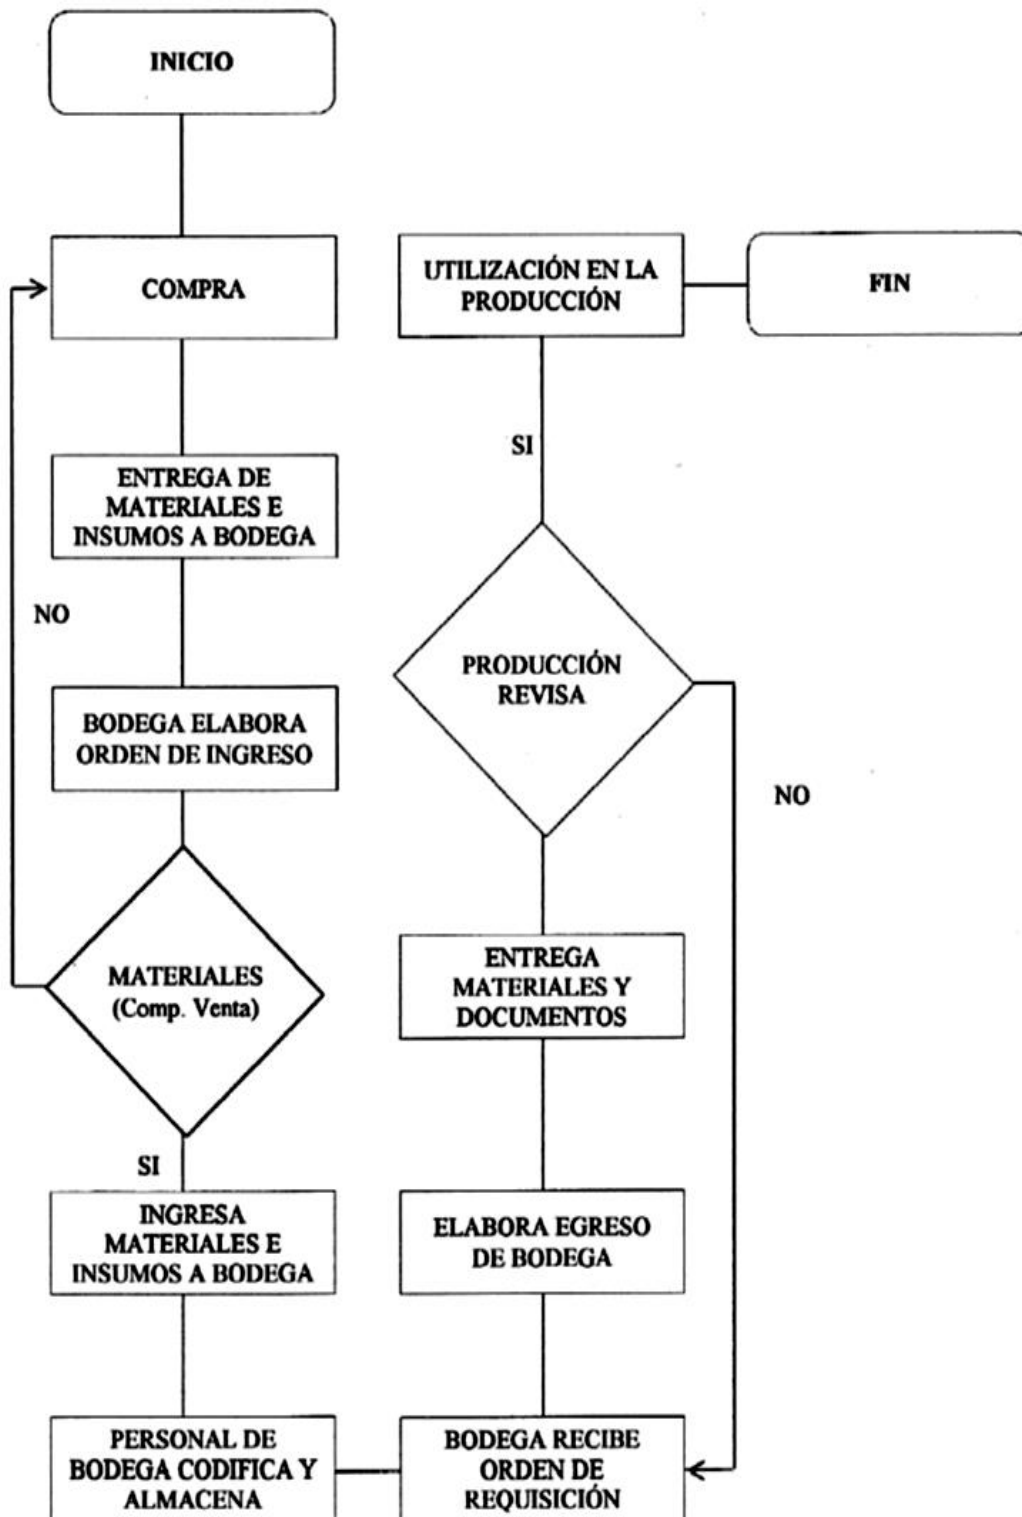 INICIO
COMPRA
ENTREGA DE
MATERIALES E
INSUMOS A BODEGA
NO
BODEGA ELABORA
ORDEN DE INGRESO
MATERIALES
(Comp. Venta)
SI
INGRESA
MATERIALES E
INSUMOS A BODEGA
PERSONAL DE
BODEGA CODIFICA Y
ALMACENA
BODEGA RECIBE
ORDEN DE
REQUISICIÓN
ELABORA EGRESO
DE BODEGA
ENTREGA
MATERIALES Y
DOCUMENTOS
PRODUCCIÓN
REVISA
NO
SI
UTILIZACIÓN EN LA
PRODUCCIÓN
FIN